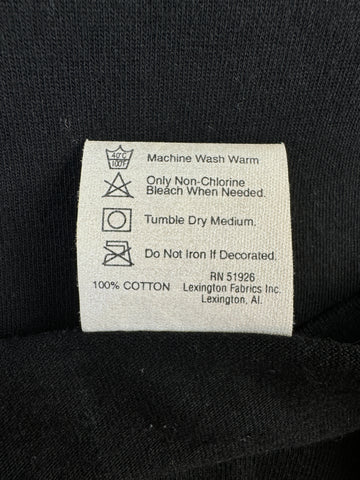 40°C
100°F
Machine Wash Warm
Only Non-Chlorine
Bleach When Needed.
Tumble Dry Medium.
Do Not Iron If Decorated.
RN 51926
100% COTTON Lexington Fabrics Inc.
Lexington, Al.